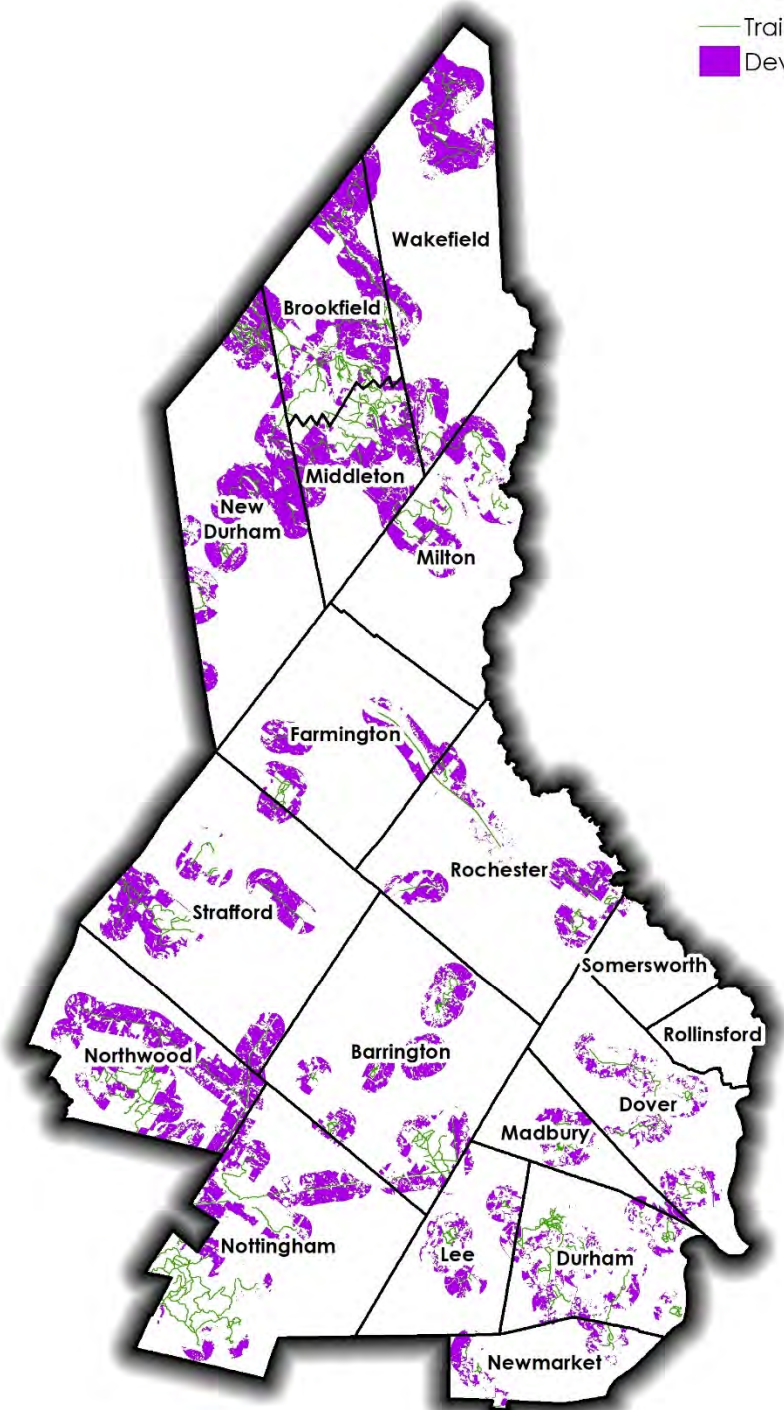 Trai
Dev
Wakefield
Brookfield
Middleton
New
Durham
Milton
Farmington
Rochester
Strafford
Somersworth
Rollinsford
Northwood
Barrington
Dover
Madbury
Nottingham
Lee
Durham
Newmarket